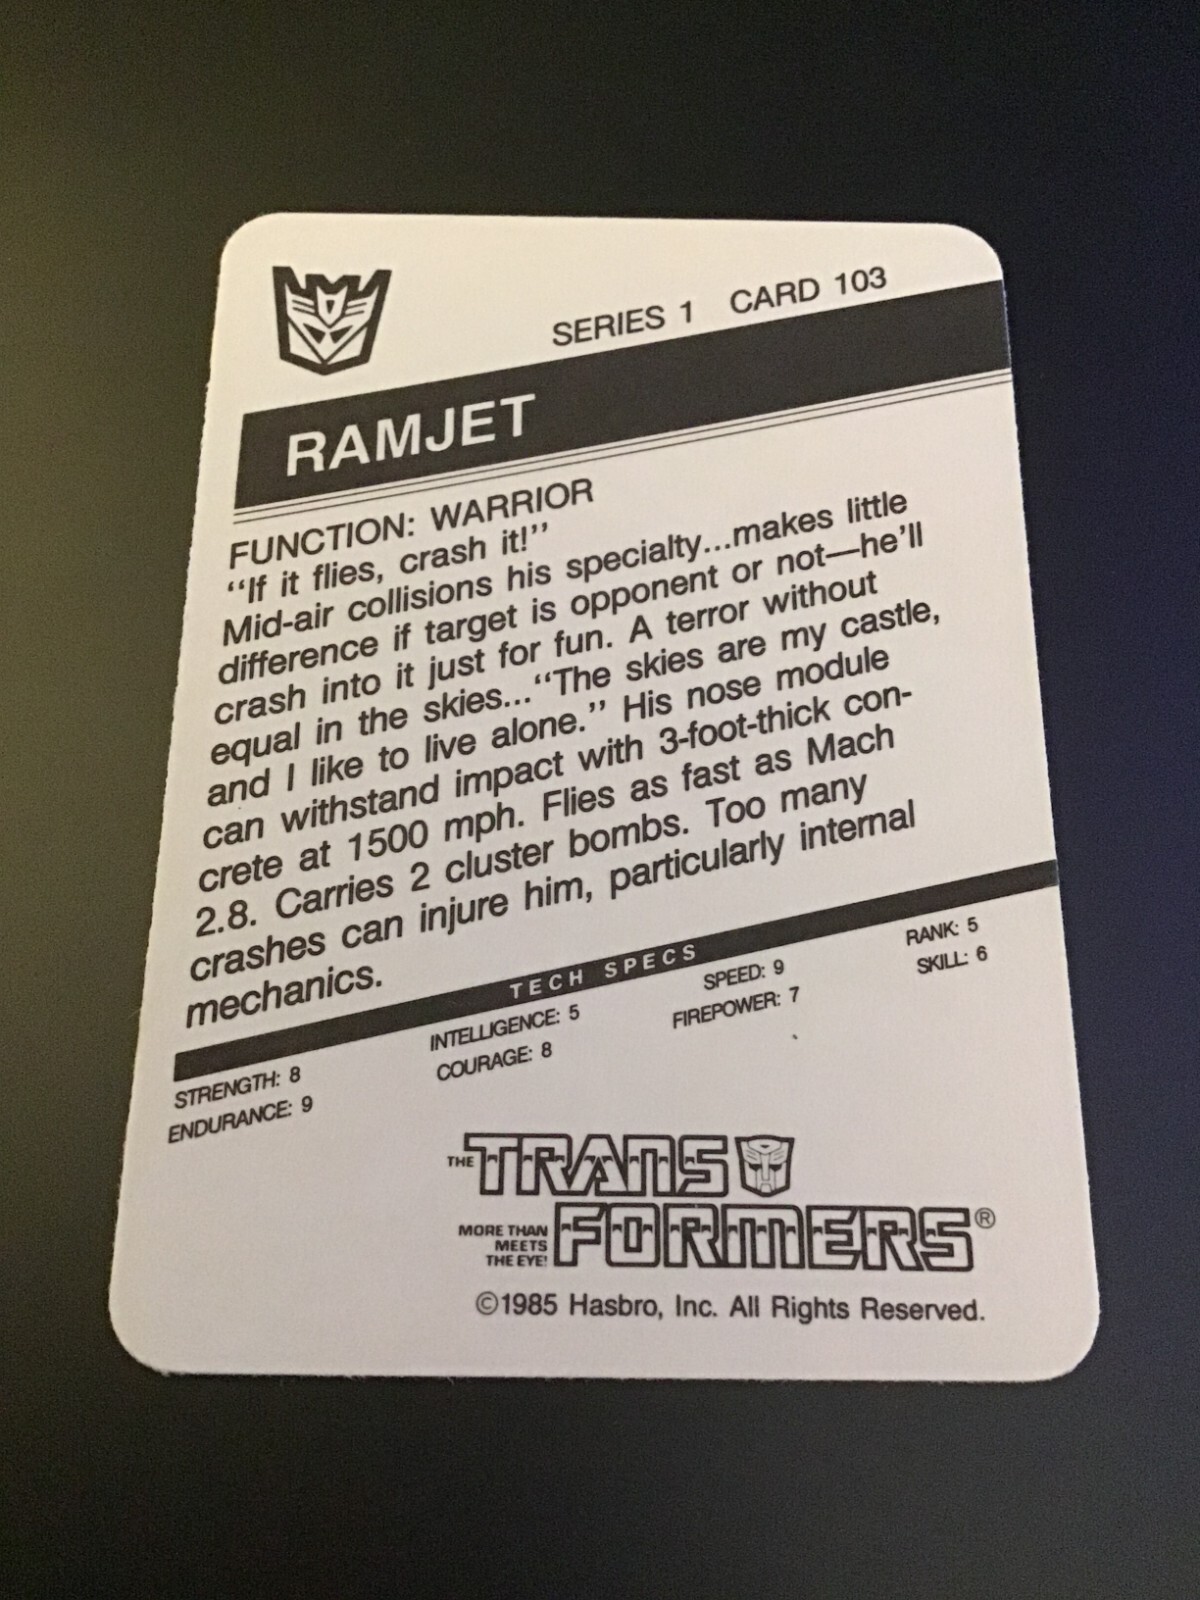 SERIES 1 CARD 103
RAMJET
FUNCTION: WARRIOR
“If it flies, crash it!”
Mid-air collisions his specialty...makes little
difference if target is opponent or not—he’ll
crash into it just for fun. A terror without
equal in the skies...“The skies are my castle,
and I like to live alone.” His nose module
can withstand impact with 3-foot-thick con-
crete at 1500 mph. Flies as fast as Mach
2.8. Carries 2 cluster bombs. Too many
crashes can injure him, particularly internal
mechanics.
TECH SPECS
STRENGTH: 8 INTELLIGENCE: 5 SPEED: 9 RANK: 5
ENDURANCE: 9 COURAGE: 8 FIREPOWER: 7 SKILL: 6
THE TRANS
FORMERS®
MORE THAN
MEETS
THE EYE!
©1985 Hasbro, Inc. All Rights Reserved.